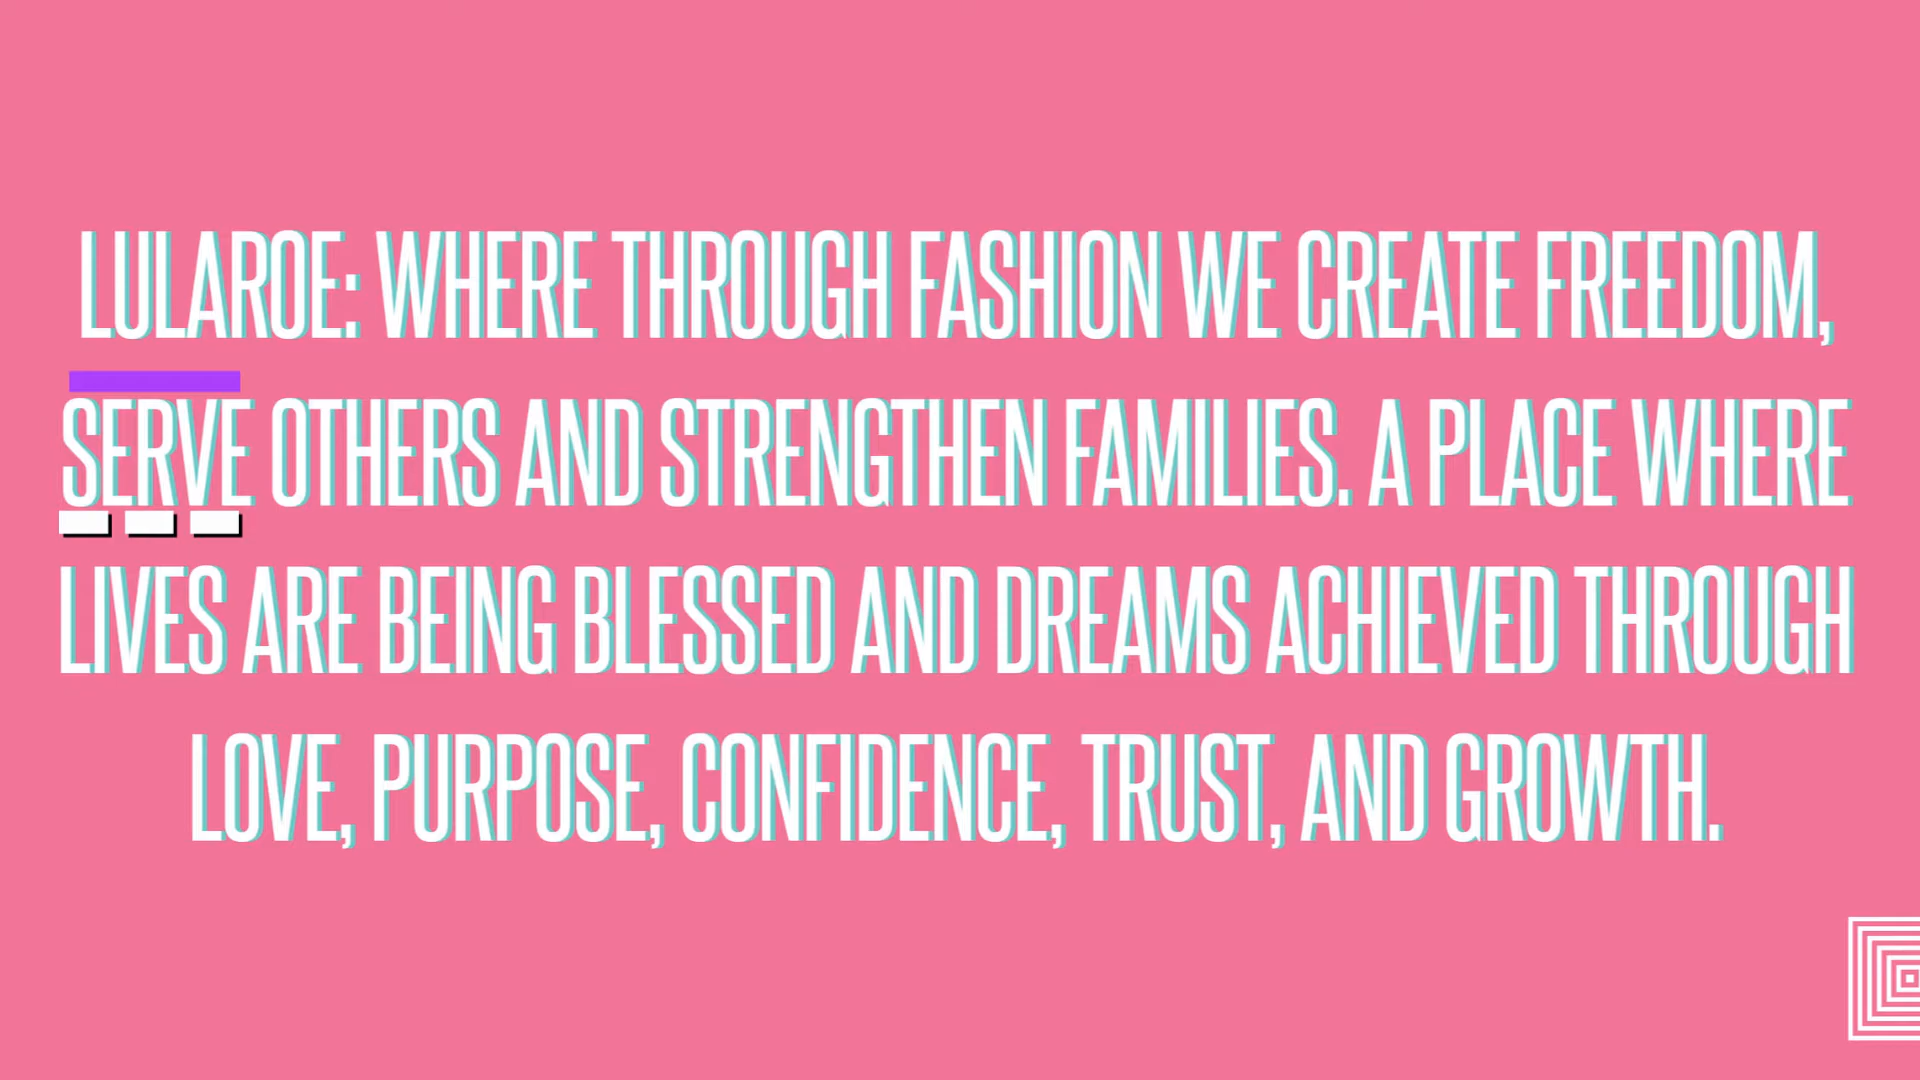 LULAROE: WHERE THROUGH FASHION WE CREATE FREEDOM,
SERVE OTHERS AND STRENGTHEN FAMILIES. A PLACE WHERE
LIVES ARE BEING BLESSED AND DREAMS ACHIEVED THROUGH
LOVE, PURPOSE, CONFIDENCE, TRUST, AND GROWTH.